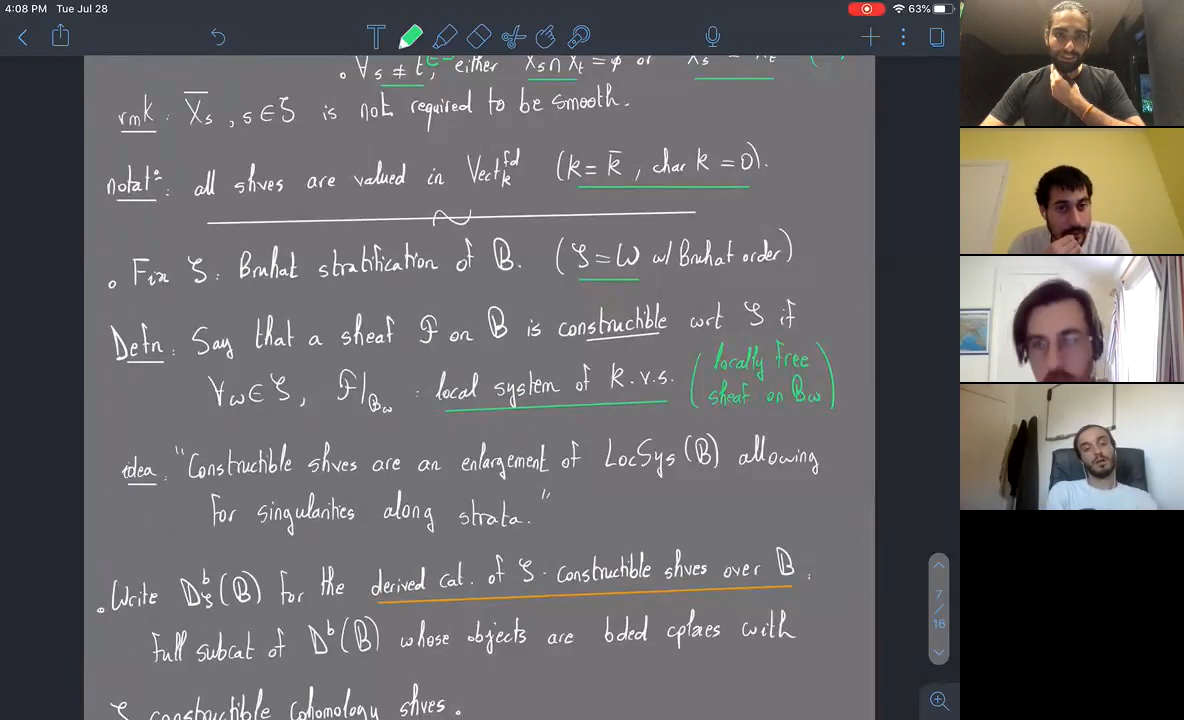 4:08 PM Tue Jul 28
63%
∀s ≠ t, either X̄s ∩ X̄t = φ or
rmk : X̄s , s ∈ S is not required to be smooth.
notat° : all shves are valued in Vect_k^fd (k = k̄ , char k = 0).
• Fix S : Bruhat stratification of B. (S = W w/ Bruhat order)
Defn : Say that a sheaf F on B is constructible wrt S if
∀w ∈ S , F|_Bw : local system of k.v.s. (locally free
sheaf on Bw)
idea : "Constructible shves are an enlargement of LocSys(B) allowing
for singularities along strata."
• Write D^b_S(B) for the derived cat. of S-constructible shves over B :
full subcat of D^b(B) whose objects are bded cplxes with
S constructible cohomology shves.
7
/
16